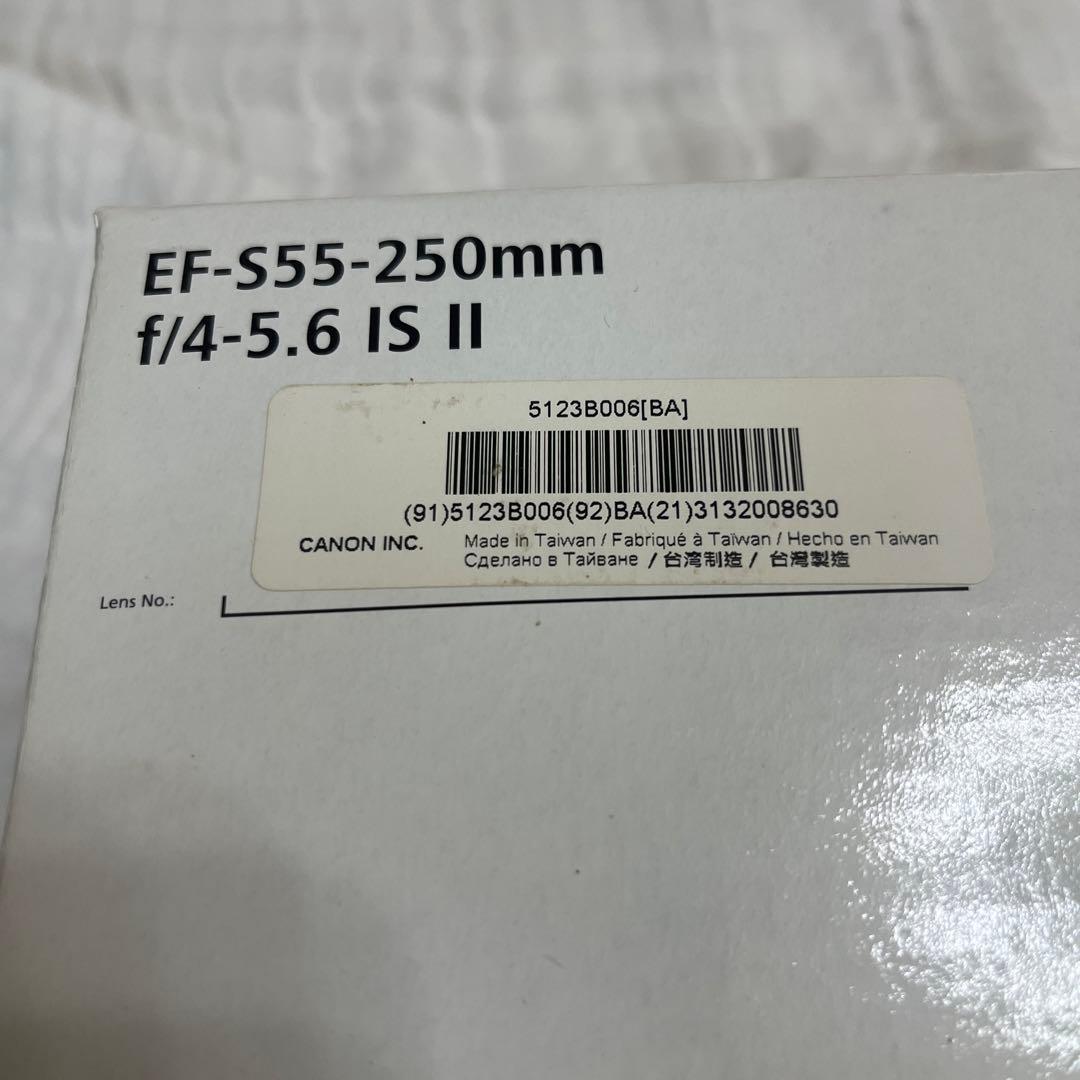 EF-S55-250mm
f/4-5.6 IS II
5123B006[BA]
(91)5123B006(92)BA(21)3132008630
CANON INC.
Made in Taiwan / Fabriqué à Taïwan / Hecho en Taiwan
Сделано в Тайване / 台湾制造 / 台灣製造
Lens No.: